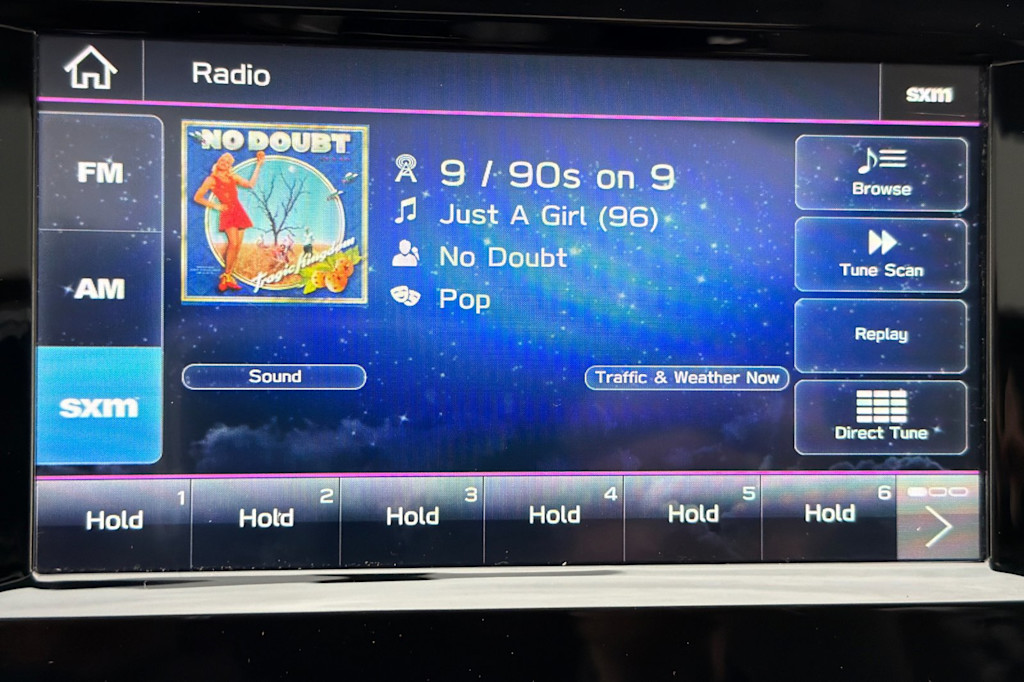 Radio
sxm
FM
AM
sxm
NO DOUBT
Tragic Kingdom
9 / 90s on 9
Just A Girl (96)
No Doubt
Pop
Sound
Traffic & Weather Now
Browse
Tune Scan
Replay
Direct Tune
1
Hold
2
Hold
3
Hold
4
Hold
5
Hold
6
Hold